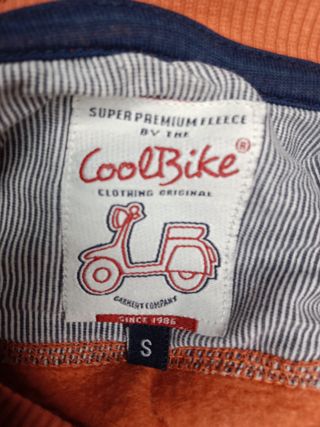 SUPER PREMIUM FLEECE
BY THE
CoolBike®
CLOTHING ORIGINAL
GARMENT COMPANY
SINCE 1986
S